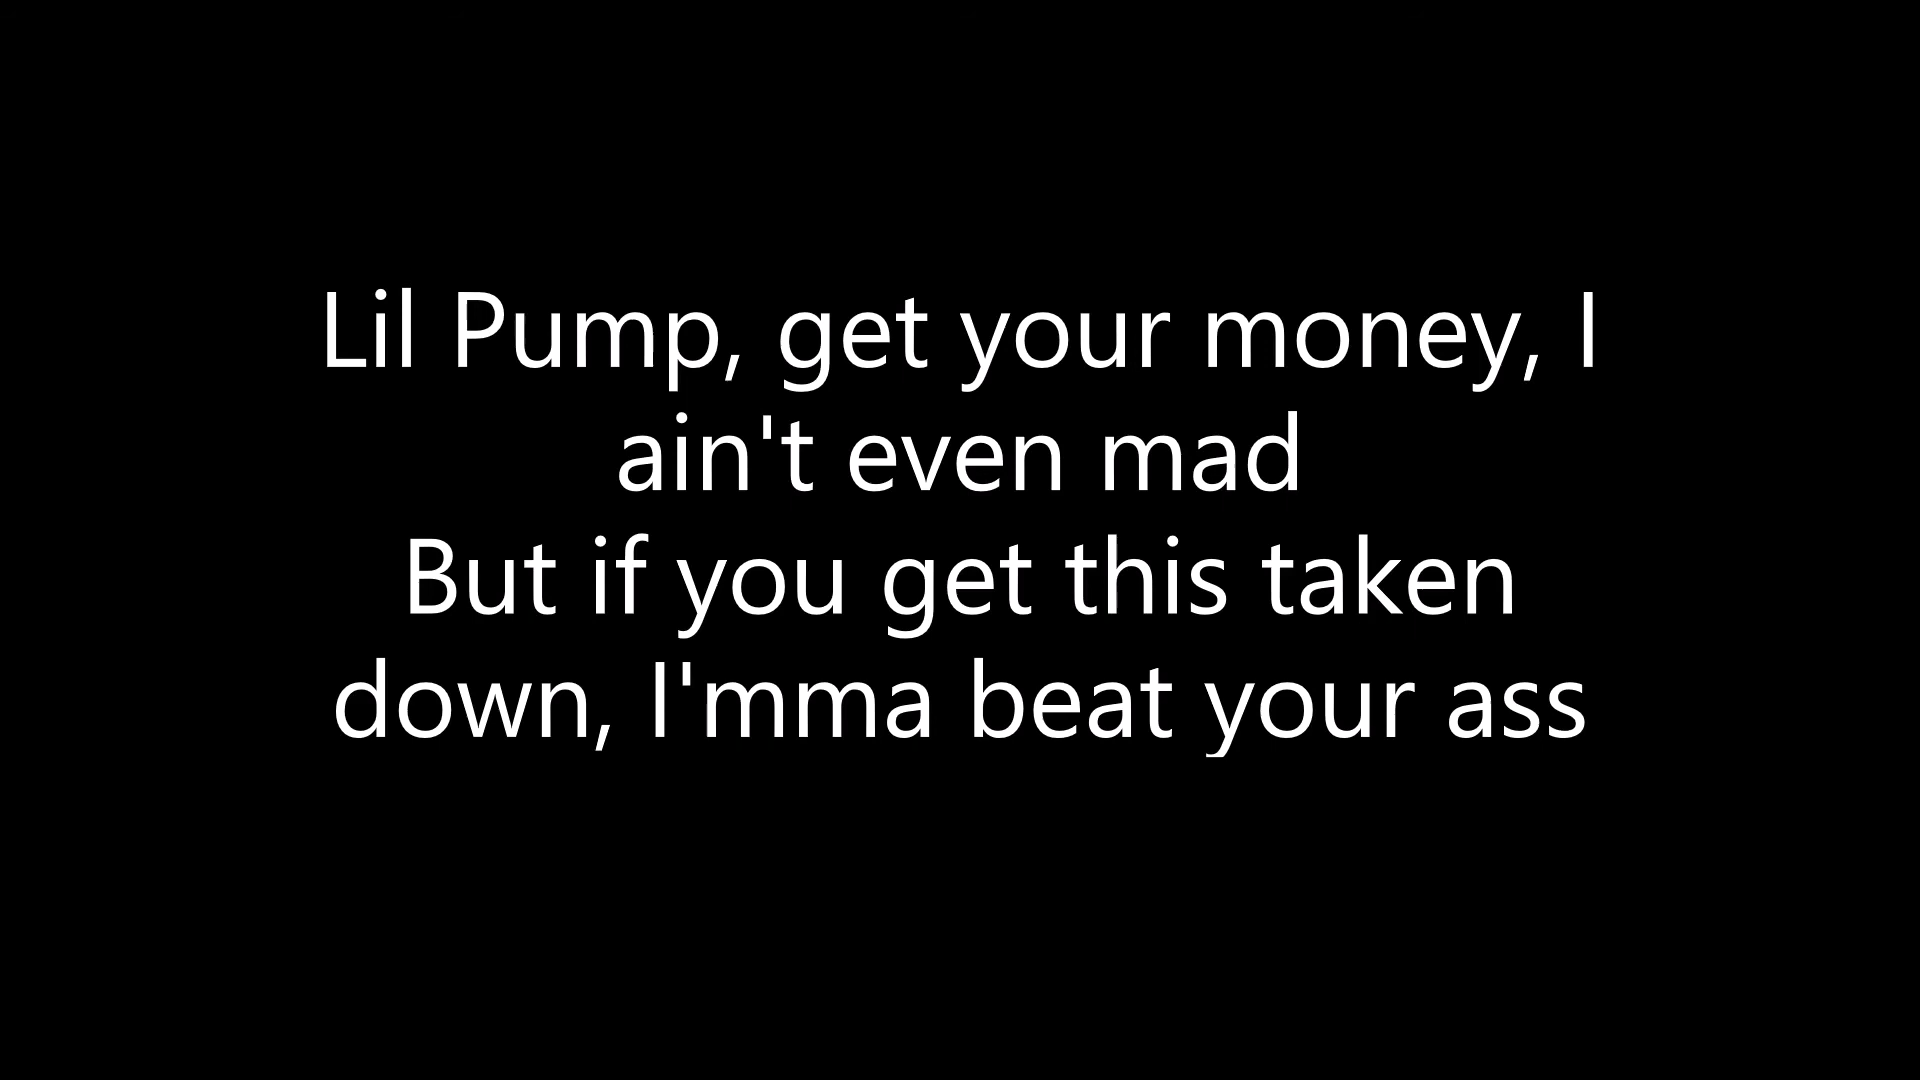 Lil Pump, get your money, I
ain't even mad
But if you get this taken
down, I'mma beat your ass